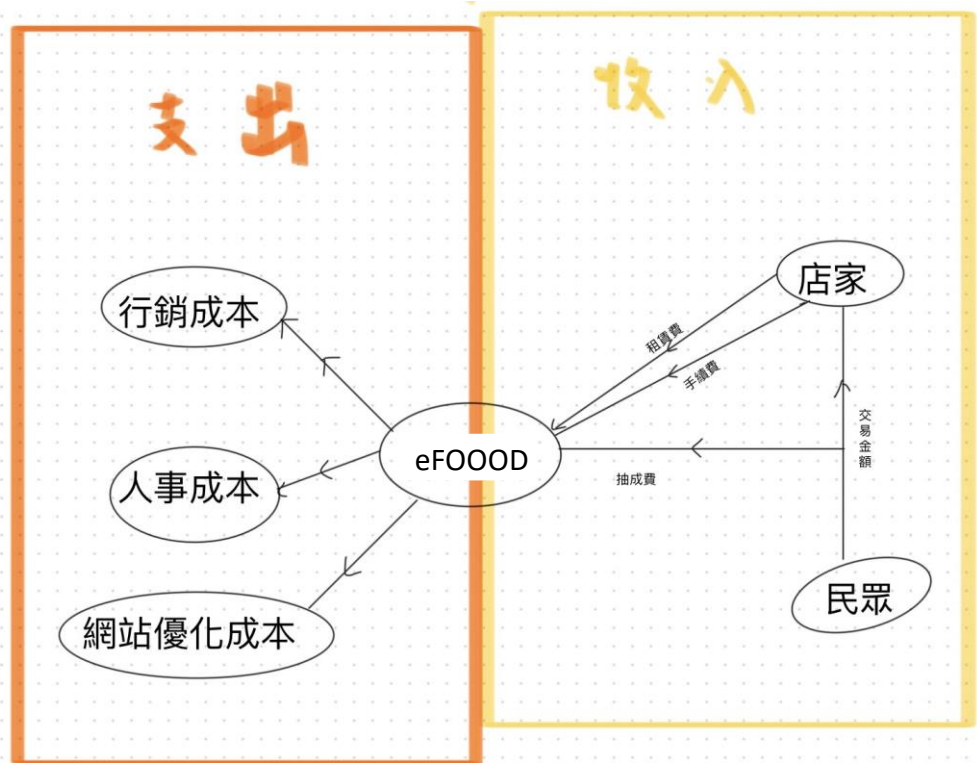 支出
收入
店家
行銷成本
租賃費
手續費
交易金額
eFOOOD
抽成費
人事成本
民眾
網站優化成本